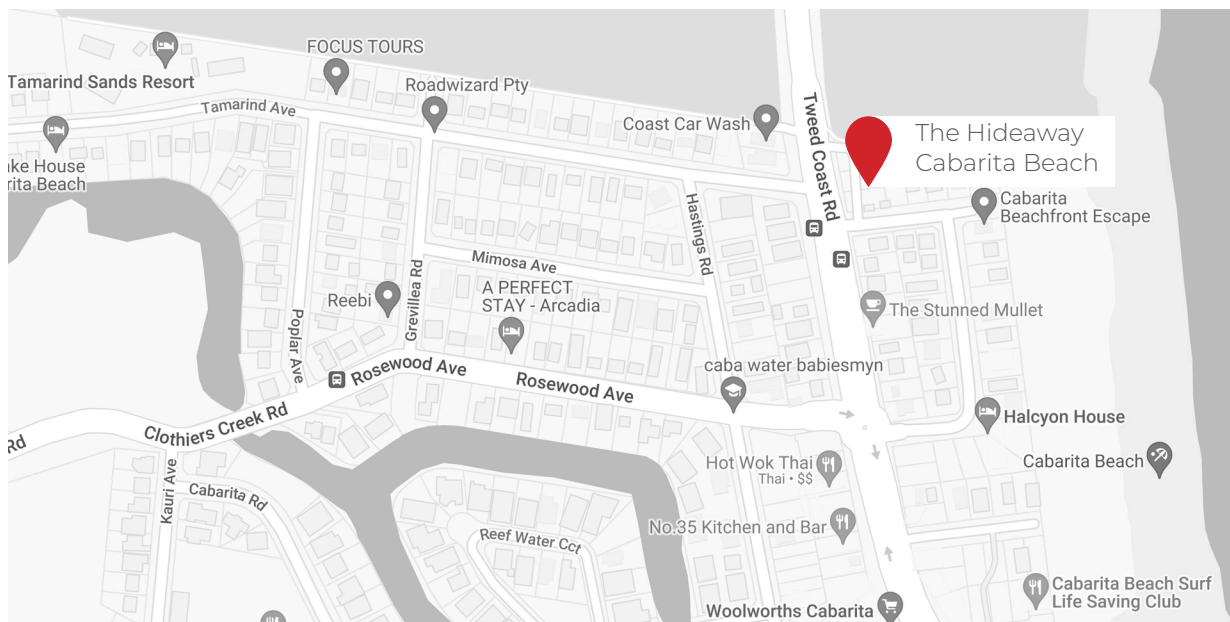 FOCUS TOURS
Tamarind Sands Resort
Roadwizard Pty
Tamarind Ave
Coast Car Wash
Tweed Coast Rd
The Hideaway
Cabarita Beach
ake House
rita Beach
Cabarita
Beachfront Escape
Hastings Rd
Mimosa Ave
Grevillea Rd
A PERFECT
STAY - Arcadia
Reebi
The Stunned Mullet
Poplar Ave
Rosewood Ave
Rosewood Ave
caba water babiesmyn
Clothiers Creek Rd
Rd
Halcyon House
Kauri Ave
Cabarita Rd
Hot Wok Thai
Thai • $$
Cabarita Beach
No.35 Kitchen and Bar
Reef Water Cct
Cabarita Beach Surf
Life Saving Club
Woolworths Cabarita